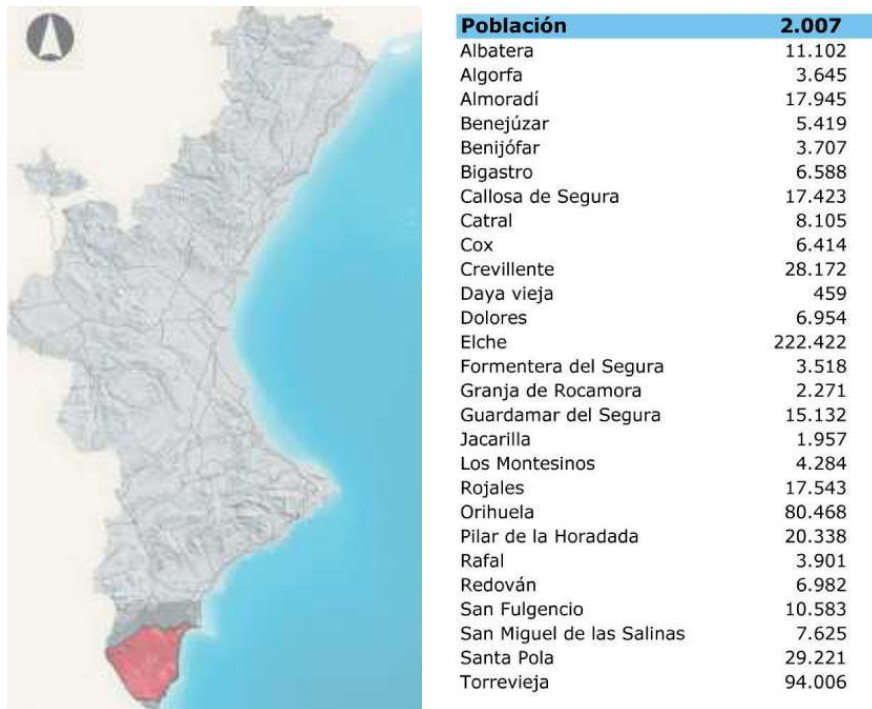 Población 2.007
Albatera 11.102
Algorfa 3.645
Almoradí 17.945
Benejúzar 5.419
Benijófar 3.707
Bigastro 6.588
Callosa de Segura 17.423
Catral 8.105
Cox 6.414
Crevillente 28.172
Daya vieja 459
Dolores 6.954
Elche 222.422
Formentera del Segura 3.518
Granja de Rocamora 2.271
Guardamar del Segura 15.132
Jacarilla 1.957
Los Montesinos 4.284
Rojales 17.543
Orihuela 80.468
Pilar de la Horadada 20.338
Rafal 3.901
Redován 6.982
San Fulgencio 10.583
San Miguel de las Salinas 7.625
Santa Pola 29.221
Torrevieja 94.006